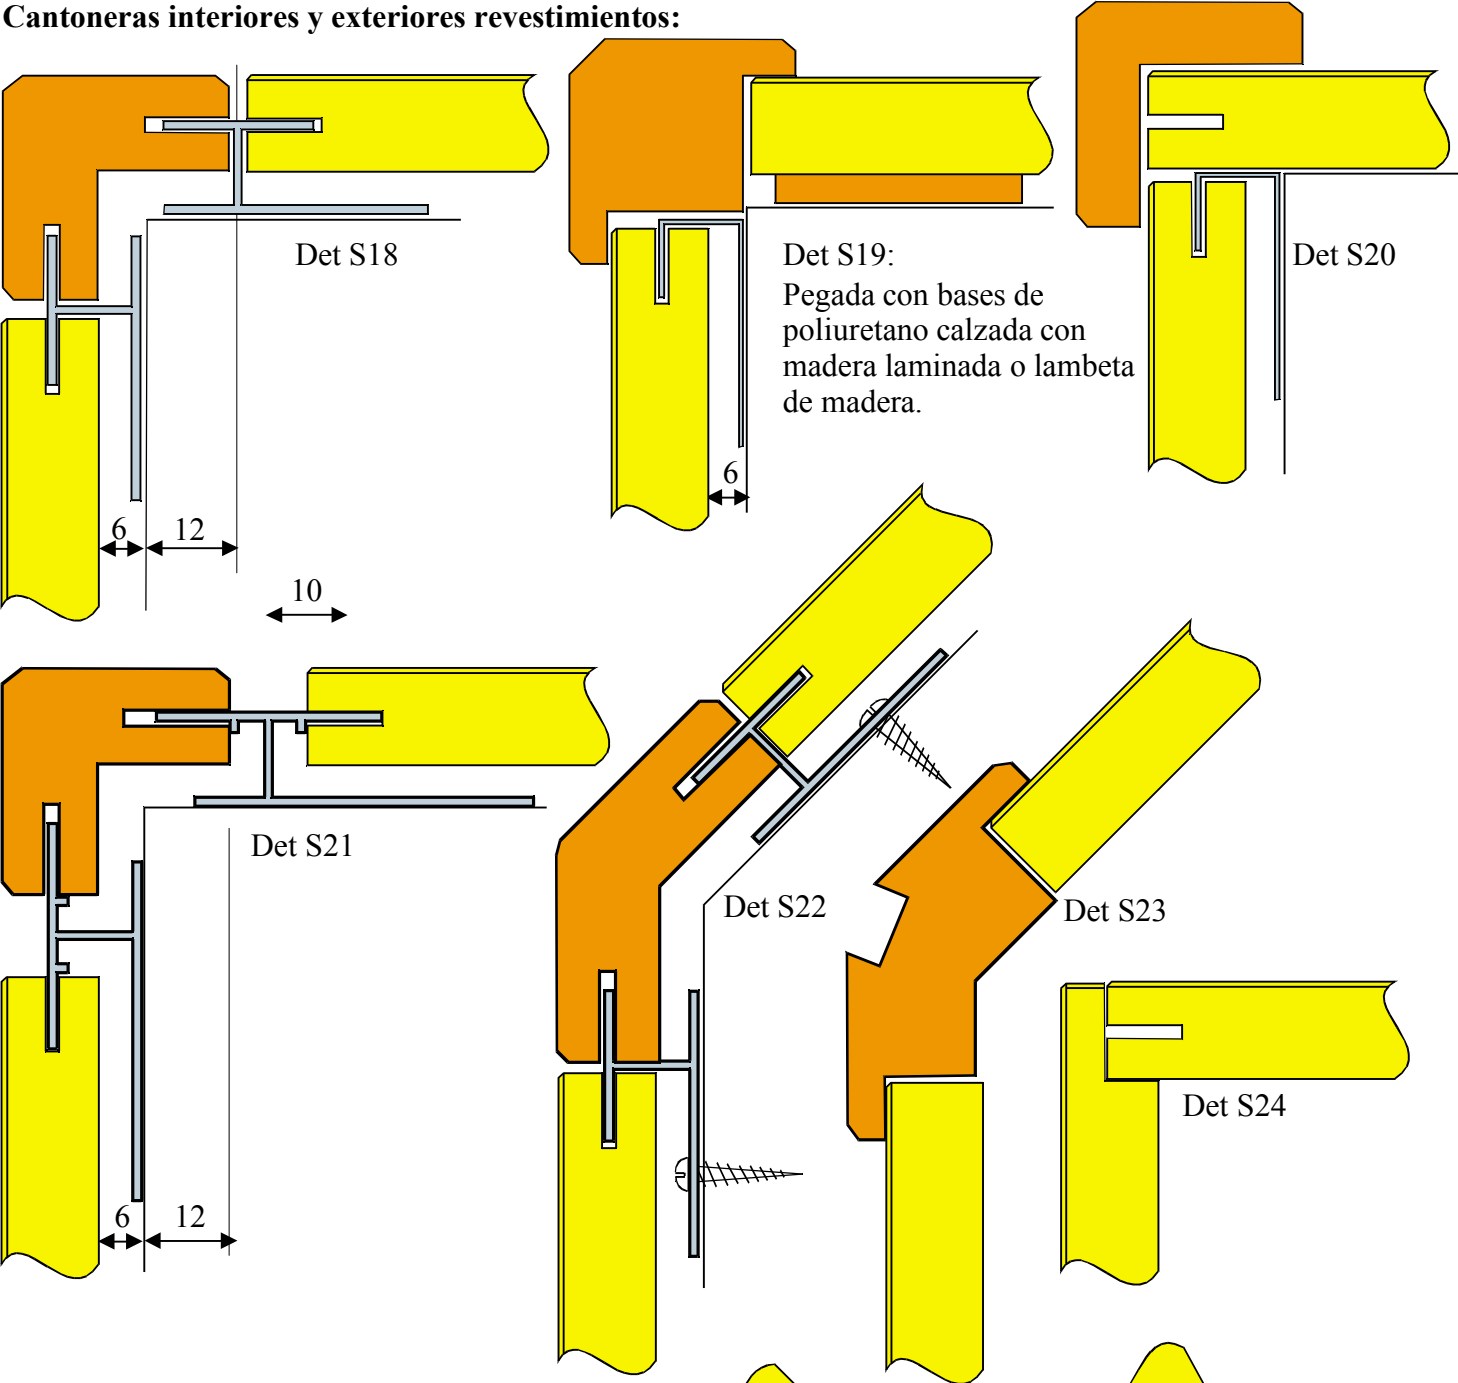 Cantoneras interiores y exteriores revestimientos:
Det S18
Det S19:
Pegada con bases de
poliuretano calzada con
madera laminada o lambeta
de madera.
Det S20
6
12
6
10
Det S21
Det S22
Det S23
Det S24
6
12